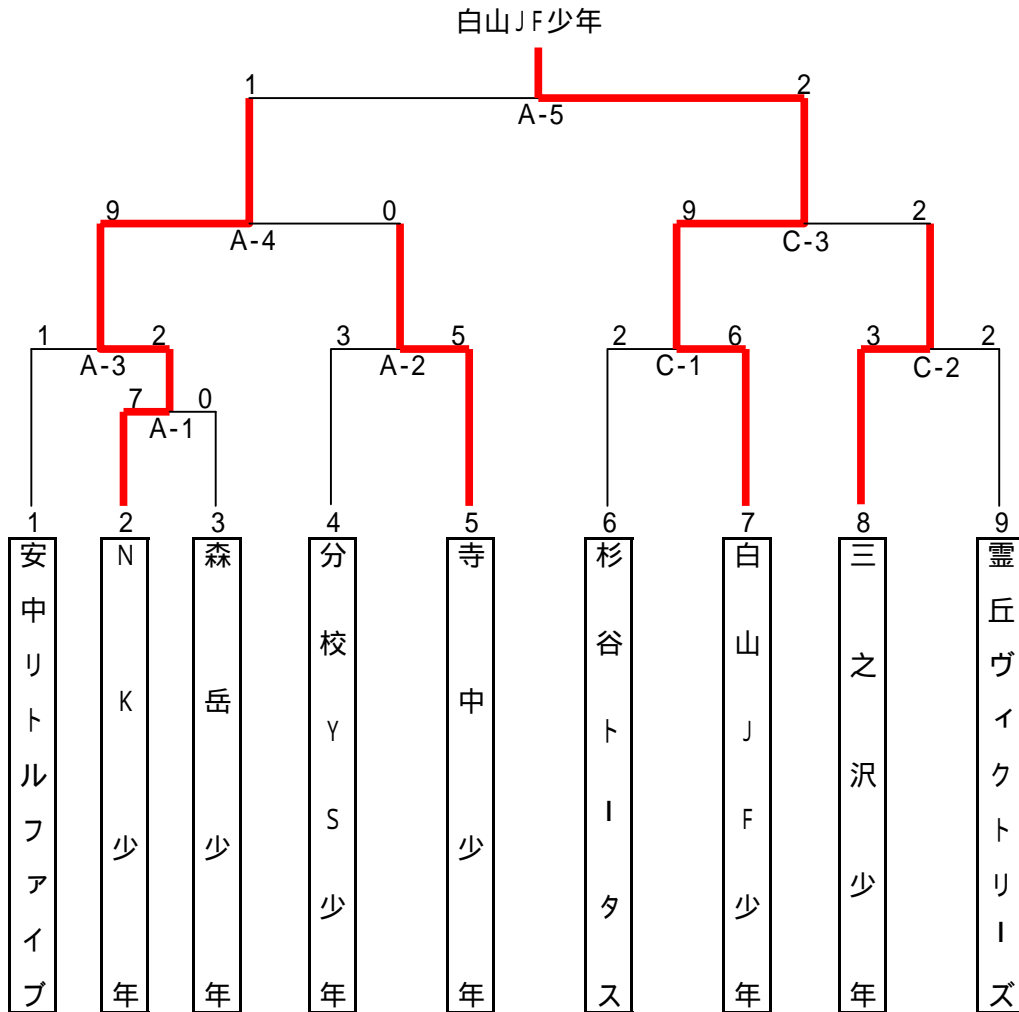 白山JF少年
1 2
A-5
9 0 9 2
A-4 C-3
1 2 3 5 2 6 3 2
A-3 A-2 C-1 C-2
7 0
A-1
1 2 3 4 5 6 7 8 9
安中リトルファイブ
NK少年
森岳少年
分校YS少年
寺中少年
杉谷トータス
白山JF少年
三之沢少年
霊丘ヴィクトリーズ